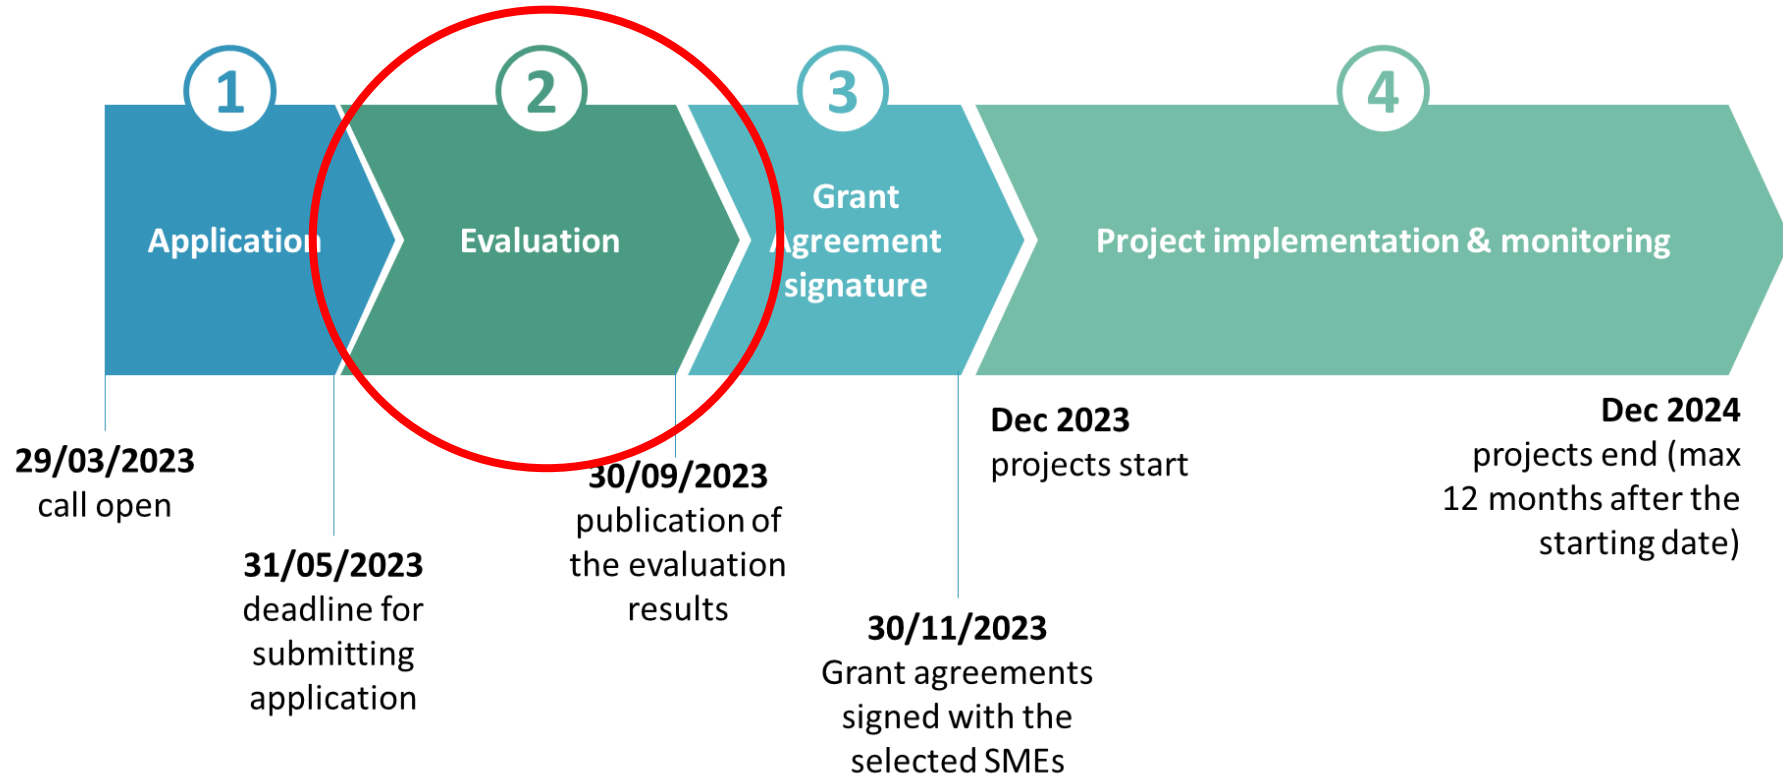 1
2
3
4
Application
Evaluation
Grant
Agreement
signature
Project implementation & monitoring
29/03/2023
call open
31/05/2023
deadline for
submitting
application
30/09/2023
publication of
the evaluation
results
30/11/2023
Grant agreements
signed with the
selected SMEs
Dec 2023
projects start
Dec 2024
projects end (max
12 months after the
starting date)